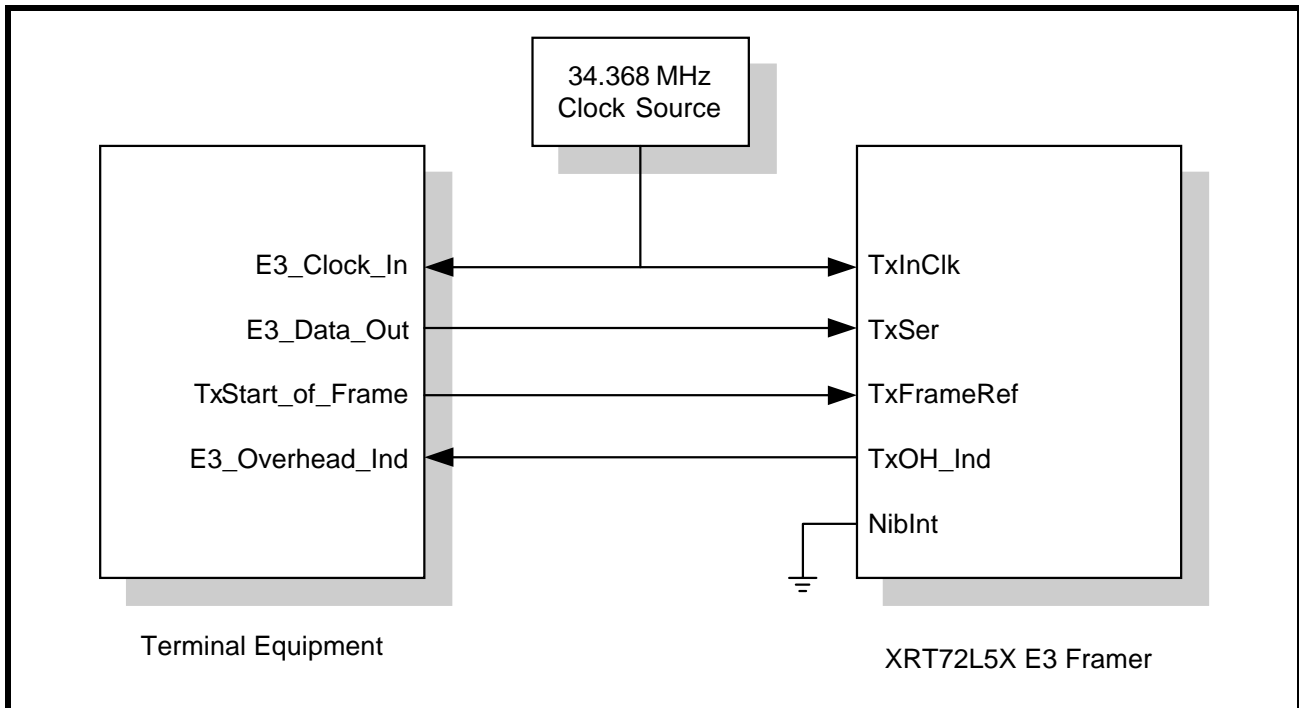 34.368 MHz
Clock Source
E3_Clock_In
E3_Data_Out
TxStart_of_Frame
E3_Overhead_Ind
TxInClk
TxSer
TxFrameRef
TxOH_Ind
NibInt
Terminal Equipment
XRT72L5X E3 Framer